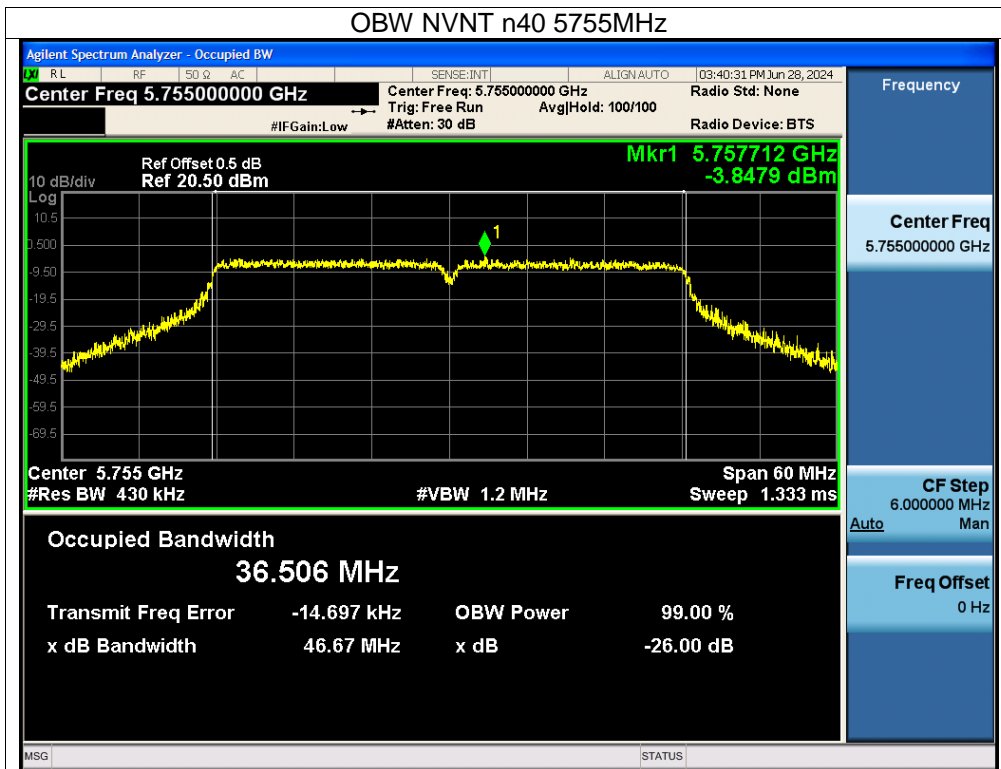 OBW NVNT n40 5755MHz
Agilent Spectrum Analyzer - Occupied BW
LXI RL RF 50 Ω AC SENSE:INT ALIGN AUTO 03:40:31 PM Jun 28, 2024
Center Freq 5.755000000 GHz
Center Freq: 5.755000000 GHz
Radio Std: None
Trig: Free Run Avg|Hold: 100/100
#IFGain:Low #Atten: 30 dB Radio Device: BTS
Mkr1 5.757712 GHz
-3.8479 dBm
Ref Offset 0.5 dB
10 dB/div Ref 20.50 dBm
Log
10.5
0.500
-9.50
-19.5
-29.5
-39.5
-49.5
-59.5
-69.5
1
Center 5.755 GHz Span 60 MHz
#Res BW 430 kHz #VBW 1.2 MHz Sweep 1.333 ms
Occupied Bandwidth
36.506 MHz
Transmit Freq Error -14.697 kHz OBW Power 99.00 %
x dB Bandwidth 46.67 MHz x dB -26.00 dB
Frequency
Center Freq
5.755000000 GHz
CF Step
6.000000 MHz
Auto Man
Freq Offset
0 Hz
MSG STATUS